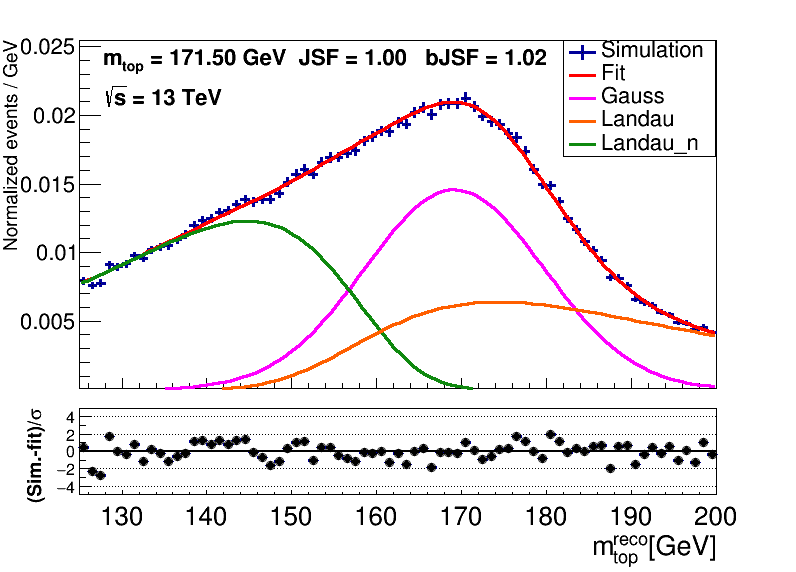 Normalized events / GeV
0.025
0.02
0.015
0.01
0.005
m_top = 171.50 GeV JSF = 1.00 bJSF = 1.02
√s = 13 TeV
Simulation
Fit
Gauss
Landau
Landau_n
(Sim.-fit)/σ
4
2
0
−2
−4
130 140 150 160 170 180 190 200
m_top^reco[GeV]